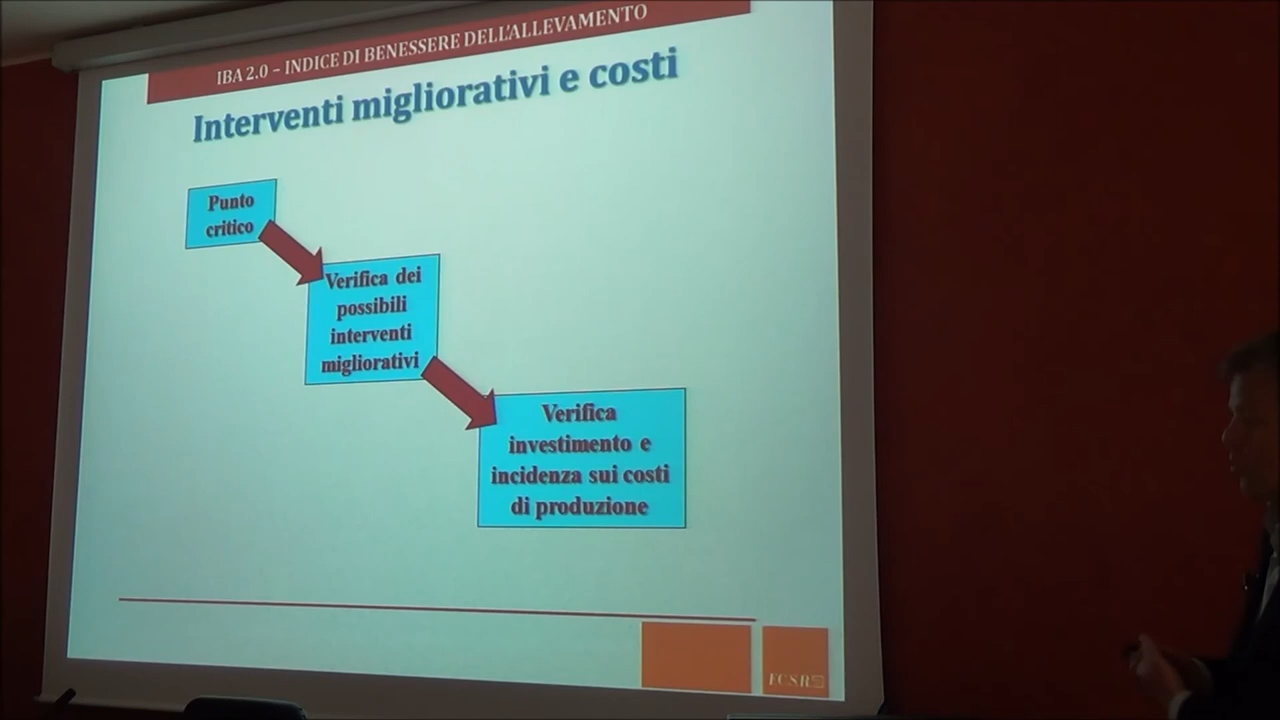 IBA 2.0 – INDICE DI BENESSERE DELL'ALLEVAMENTO
Interventi migliorativi e costi
Punto
critico
Verifica dei
possibili
interventi
migliorativi
Verifica
investimento e
incidenza sui costi
di produzione